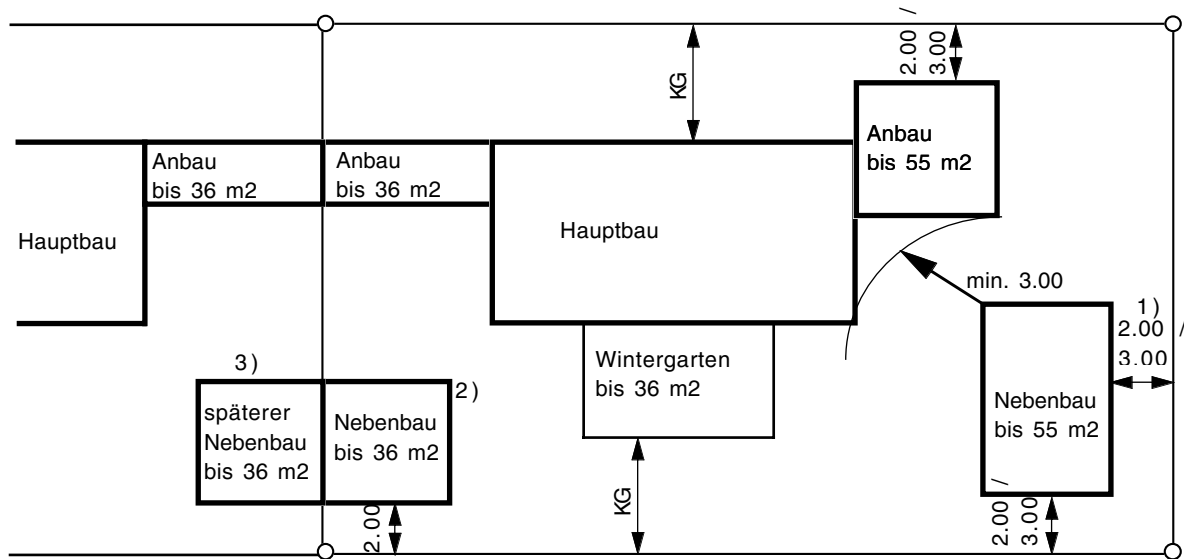 2.00 /
3.00
KG
Anbau
bis 55 m2
Anbau
bis 36 m2
Anbau
bis 36 m2
Hauptbau
Hauptbau
min. 3.00
1)
2.00 /
3.00
Wintergarten
bis 36 m2
3)
2)
späterer
Nebenbau
bis 36 m2
Nebenbau
bis 36 m2
Nebenbau
bis 55 m2
2.00
KG
2.00 /
3.00